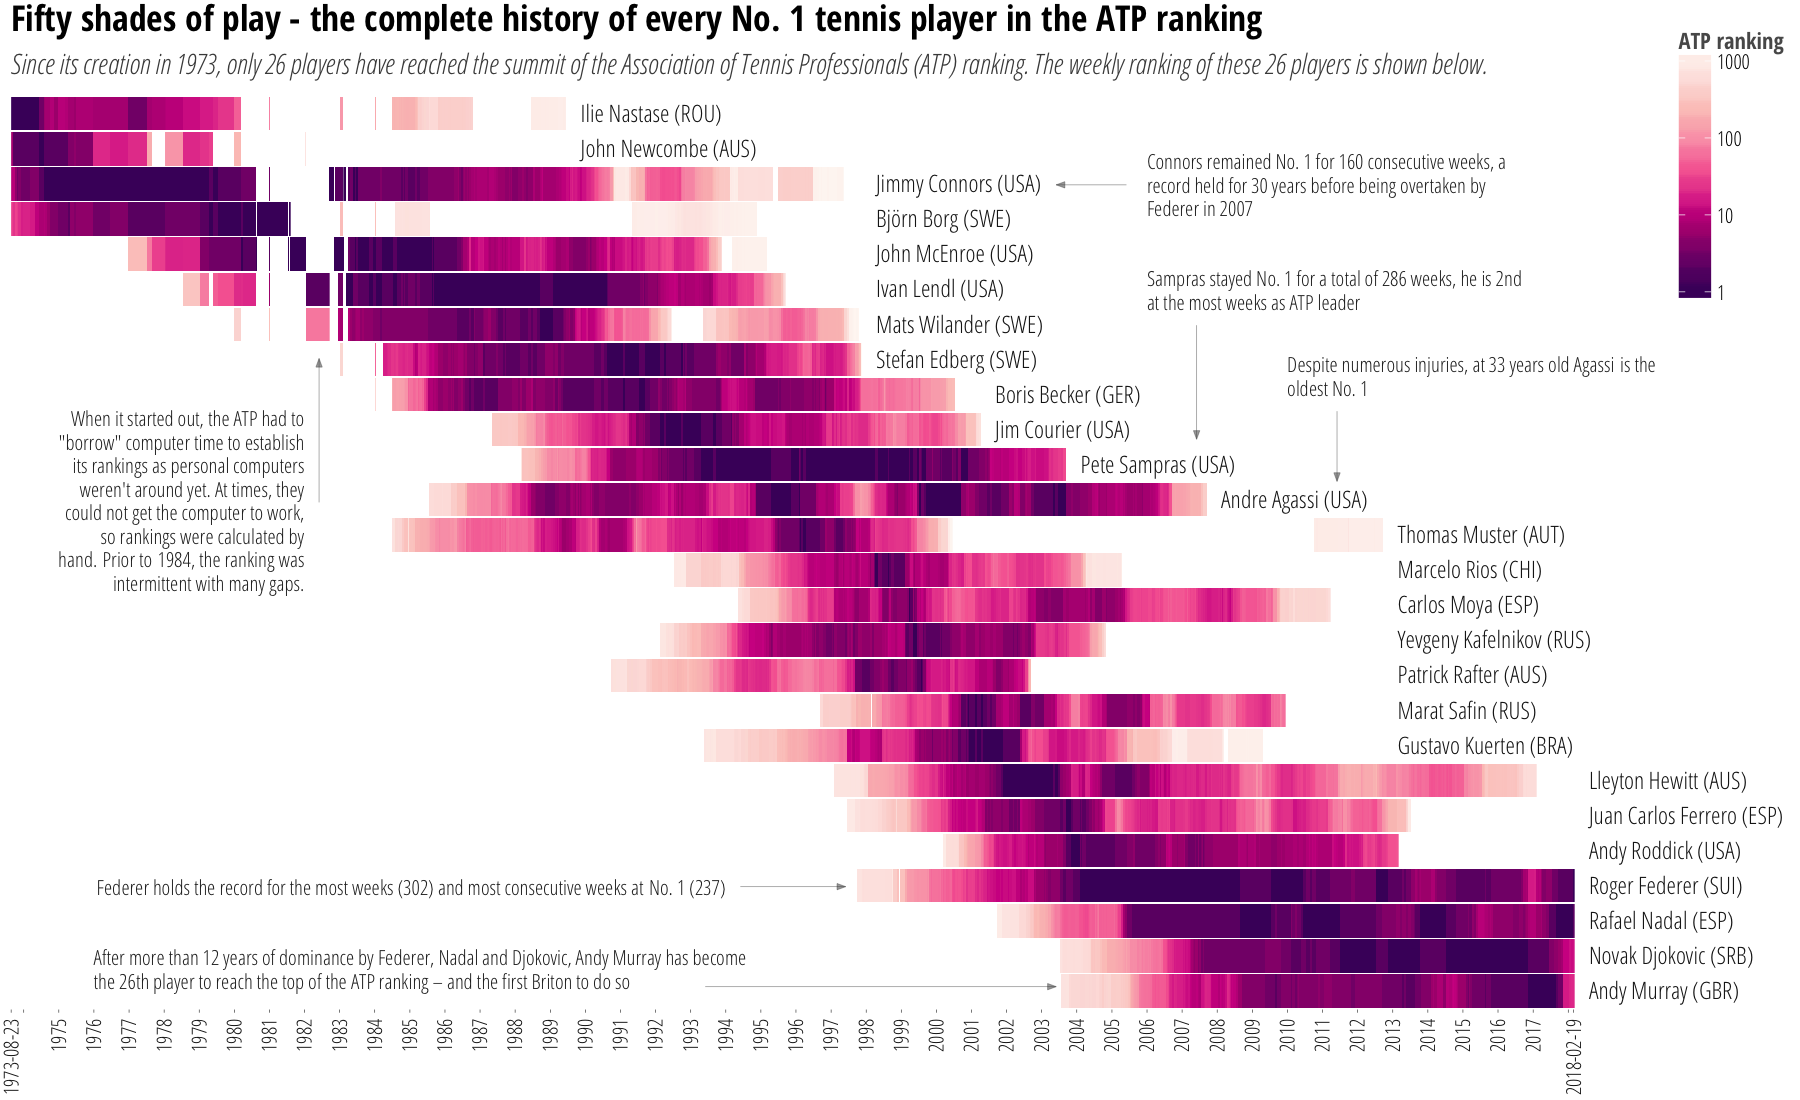 Fifty shades of play - the complete history of every No. 1 tennis player in the ATP ranking
Since its creation in 1973, only 26 players have reached the summit of the Association of Tennis Professionals (ATP) ranking. The weekly ranking of these 26 players is shown below.
ATP ranking
1000
100
10
1
Ilie Nastase (ROU)
John Newcombe (AUS)
Jimmy Connors (USA)
Connors remained No. 1 for 160 consecutive weeks, a
record held for 30 years before being overtaken by
Federer in 2007
Björn Borg (SWE)
John McEnroe (USA)
Ivan Lendl (USA)
Sampras stayed No. 1 for a total of 286 weeks, he is 2nd
at the most weeks as ATP leader
Mats Wilander (SWE)
Stefan Edberg (SWE)
Despite numerous injuries, at 33 years old Agassi is the
oldest No. 1
Boris Becker (GER)
Jim Courier (USA)
When it started out, the ATP had to
"borrow" computer time to establish
its rankings as personal computers
weren't around yet. At times, they
could not get the computer to work,
so rankings were calculated by
hand. Prior to 1984, the ranking was
intermittent with many gaps.
Pete Sampras (USA)
Andre Agassi (USA)
Thomas Muster (AUT)
Marcelo Rios (CHI)
Carlos Moya (ESP)
Yevgeny Kafelnikov (RUS)
Patrick Rafter (AUS)
Marat Safin (RUS)
Gustavo Kuerten (BRA)
Lleyton Hewitt (AUS)
Juan Carlos Ferrero (ESP)
Andy Roddick (USA)
Federer holds the record for the most weeks (302) and most consecutive weeks at No. 1 (237)
Roger Federer (SUI)
Rafael Nadal (ESP)
After more than 12 years of dominance by Federer, Nadal and Djokovic, Andy Murray has become
the 26th player to reach the top of the ATP ranking – and the first Briton to do so
Novak Djokovic (SRB)
Andy Murray (GBR)
1973-08-23
1975
1976
1977
1978
1979
1980
1981
1982
1983
1984
1985
1986
1987
1988
1989
1990
1991
1992
1993
1994
1995
1996
1997
1998
1999
2000
2001
2002
2003
2004
2005
2006
2007
2008
2009
2010
2011
2012
2013
2014
2015
2016
2017
2018-02-19